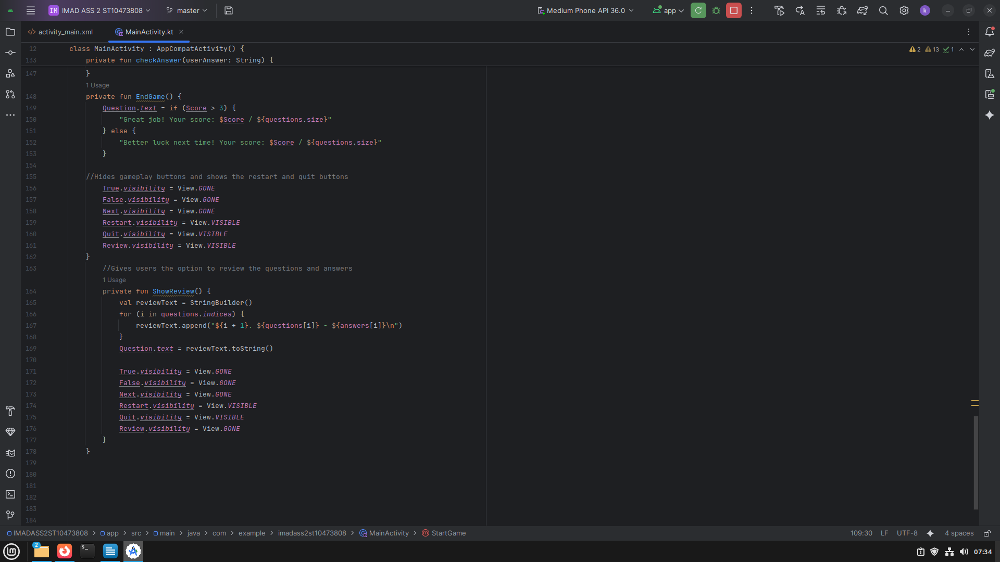 IM IMAD ASS 2 ST10473808 master Medium Phone API 36.0 app k
activity_main.xml MainActivity.kt
12 class MainActivity : AppCompatActivity() { 2 13 1
133 private fun checkAnswer(userAnswer: String) {
147 }
1 Usage
148 private fun EndGame() {
149 Question.text = if (Score > 3) {
150 "Great job! Your score: $Score / ${questions.size}"
151 } else {
152 "Better luck next time! Your score: $Score / ${questions.size}"
153 }
154
155 //Hides gameplay buttons and shows the restart and quit buttons
156 True.visibility = View.GONE
157 False.visibility = View.GONE
158 Next.visibility = View.GONE
159 Restart.visibility = View.VISIBLE
160 Quit.visibility = View.VISIBLE
161 Review.visibility = View.VISIBLE
162 }
163 //Gives users the option to review the questions and answers
1 Usage
164 private fun ShowReview() {
165 val reviewText = StringBuilder()
166 for (i in questions.indices) {
167 reviewText.append("${i + 1}. ${questions[i]} - ${answers[i]}\n")
168 }
169 Question.text = reviewText.toString()
170
171 True.visibility = View.GONE
172 False.visibility = View.GONE
173 Next.visibility = View.GONE
174 Restart.visibility = View.VISIBLE
175 Quit.visibility = View.VISIBLE
176 Review.visibility = View.GONE
177 }
178 }
179
180
181
182
183
184
IMADASS2ST10473808 > app > src > main > java > com > example > imadass2st10473808 > MainActivity > StartGame 109:30 LF UTF-8 4 spaces
2 07:34